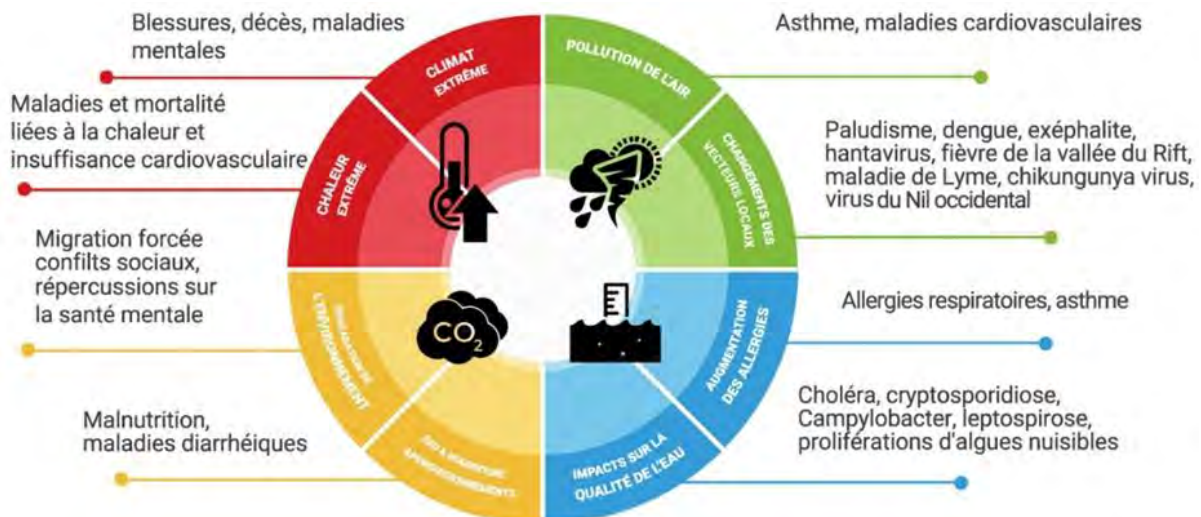 Blessures, décès, maladies
mentales
Maladies et mortalité
liées à la chaleur et
insuffisance cardiovasculaire
Migration forcée
confilts sociaux,
répercussions sur
la santé mentale
Malnutrition,
maladies diarrhéiques
CLIMAT
EXTRÊME
CHALEUR
EXTRÊME
L'ENVIRONNEMENT
CO2
POLLUTION DE L'AIR
CHANGEMENTS DES
VECTEURS LOCAUX
AUGMENTATION
DES ALLERGIES
IMPACTS SUR LA
QUALITÉ DE L'EAU
Asthme, maladies cardiovasculaires
Paludisme, dengue, exéphalite,
hantavirus, fièvre de la vallée du Rift,
maladie de Lyme, chikungunya virus,
virus du Nil occidental
Allergies respiratoires, asthme
Choléra, cryptosporidiose,
Campylobacter, leptospirose,
proliférations d'algues nuisibles